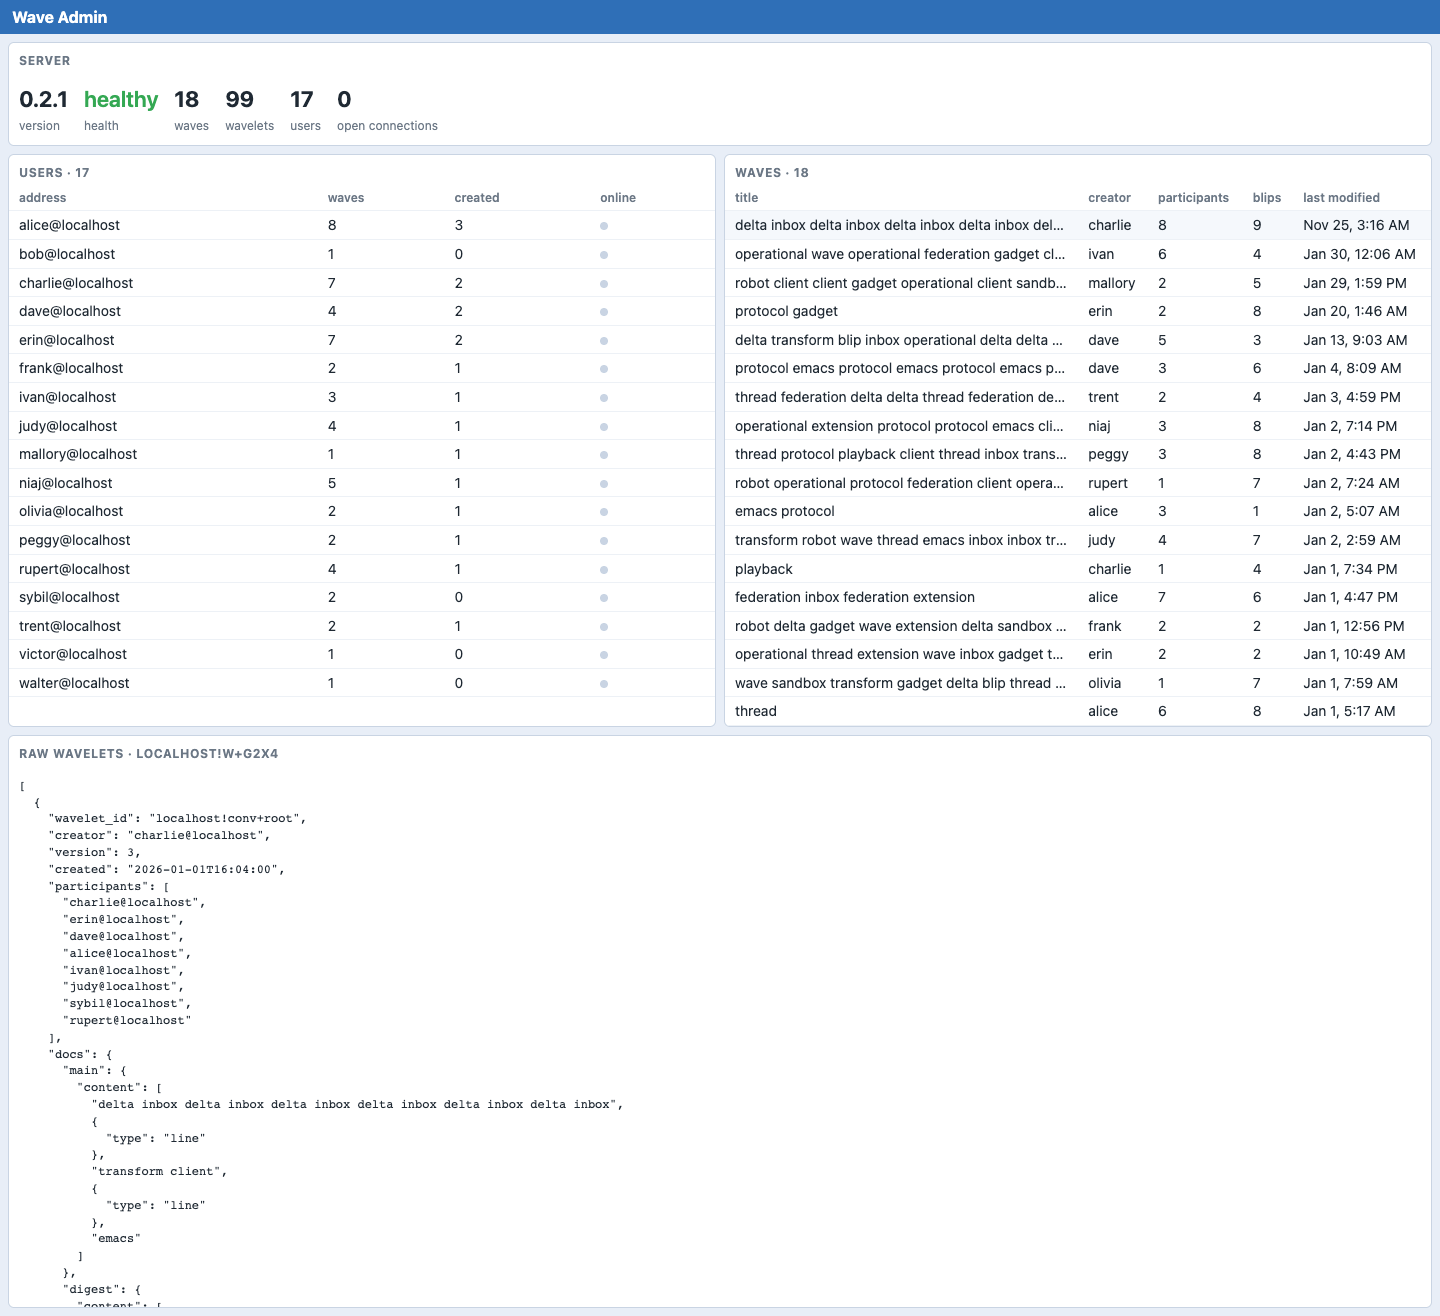 Wave Admin
SERVER
0.2.1 healthy 18 99 17 0
version health waves wavelets users open connections
USERS · 17
address waves created online
alice@localhost 8 3
bob@localhost 1 0
charlie@localhost 7 2
dave@localhost 4 2
erin@localhost 7 2
frank@localhost 2 1
ivan@localhost 3 1
judy@localhost 4 1
mallory@localhost 1 1
niaj@localhost 5 1
olivia@localhost 2 1
peggy@localhost 2 1
rupert@localhost 4 1
sybil@localhost 2 0
trent@localhost 2 1
victor@localhost 1 0
walter@localhost 1 0
WAVES · 18
title creator participants blips last modified
delta inbox delta inbox delta inbox delta inbox del... charlie 8 9 Nov 25, 3:16 AM
operational wave operational federation gadget cl... ivan 6 4 Jan 30, 12:06 AM
robot client client gadget operational client sandb... mallory 2 5 Jan 29, 1:59 PM
protocol gadget erin 2 8 Jan 20, 1:46 AM
delta transform blip inbox operational delta delta ... dave 5 3 Jan 13, 9:03 AM
protocol emacs protocol emacs protocol emacs p... dave 3 6 Jan 4, 8:09 AM
thread federation delta delta thread federation de... trent 2 4 Jan 3, 4:59 PM
operational extension protocol protocol emacs cli... niaj 3 8 Jan 2, 7:14 PM
thread protocol playback client thread inbox trans... peggy 3 8 Jan 2, 4:43 PM
robot operational protocol federation client opera... rupert 1 7 Jan 2, 7:24 AM
emacs protocol alice 3 1 Jan 2, 5:07 AM
transform robot wave thread emacs inbox inbox tr... judy 4 7 Jan 2, 2:59 AM
playback charlie 1 4 Jan 1, 7:34 PM
federation inbox federation extension alice 7 6 Jan 1, 4:47 PM
robot delta gadget wave extension delta sandbox ... frank 2 2 Jan 1, 12:56 PM
operational thread extension wave inbox gadget t... erin 2 2 Jan 1, 10:49 AM
wave sandbox transform gadget delta blip thread ... olivia 1 7 Jan 1, 7:59 AM
thread alice 6 8 Jan 1, 5:17 AM
RAW WAVELETS · LOCALHOST!W+G2X4
[
{
"wavelet_id": "localhost!conv+root",
"creator": "charlie@localhost",
"version": 3,
"created": "2026-01-01T16:04:00",
"participants": [
"charlie@localhost",
"erin@localhost",
"dave@localhost",
"alice@localhost",
"ivan@localhost",
"judy@localhost",
"sybil@localhost",
"rupert@localhost"
],
"docs": {
"main": {
"content": [
"delta inbox delta inbox delta inbox delta inbox delta inbox delta inbox",
{
"type": "line"
},
"transform client",
{
"type": "line"
},
"emacs"
]
},
"digest": {
"content": [